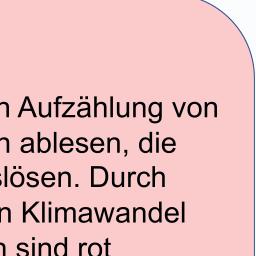 n Aufzählung von
n ablesen, die
slösen. Durch
n Klimawandel
n sind rot